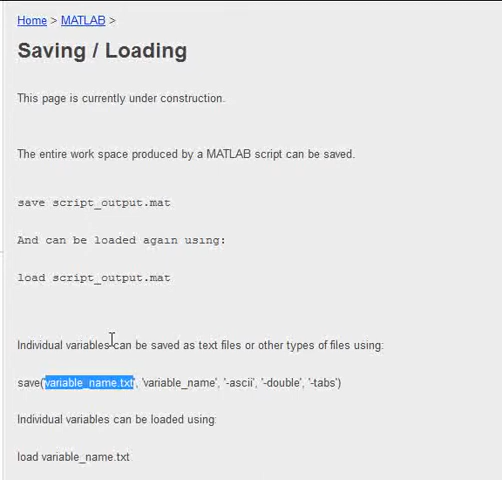 Home > MATLAB >
Saving / Loading
This page is currently under construction.
The entire work space produced by a MATLAB script can be saved.
save script_output.mat
And can be loaded again using:
load script_output.mat
Individual variables can be saved as text files or other types of files using:
save(variable_name.txt', 'variable_name', '-ascii', '-double', '-tabs')
Individual variables can be loaded using:
load variable_name.txt